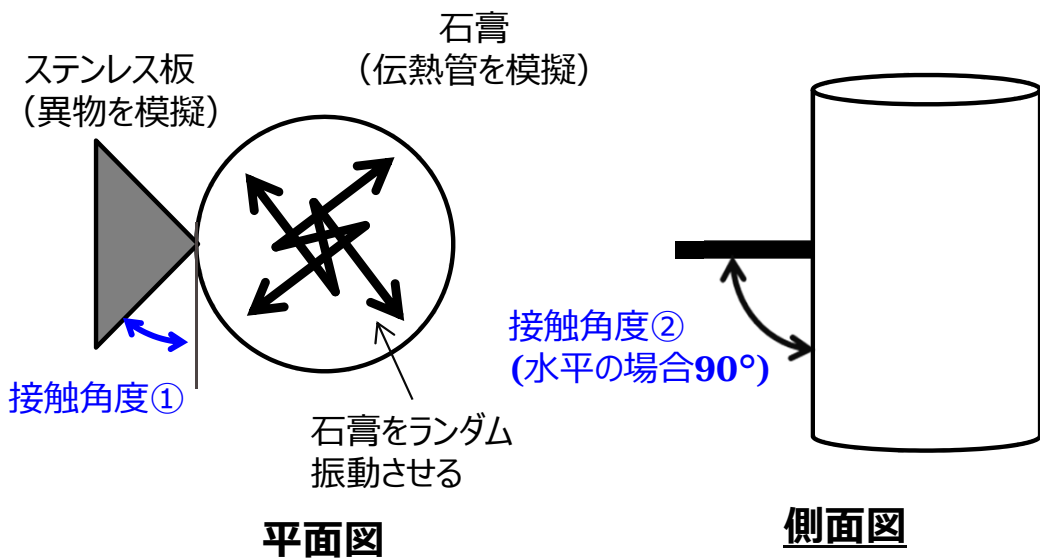 石膏
（伝熱管を模擬）
ステンレス板
（異物を模擬）
接触角度①
石膏をランダム
振動させる
平面図
接触角度②
(水平の場合90°)
側面図